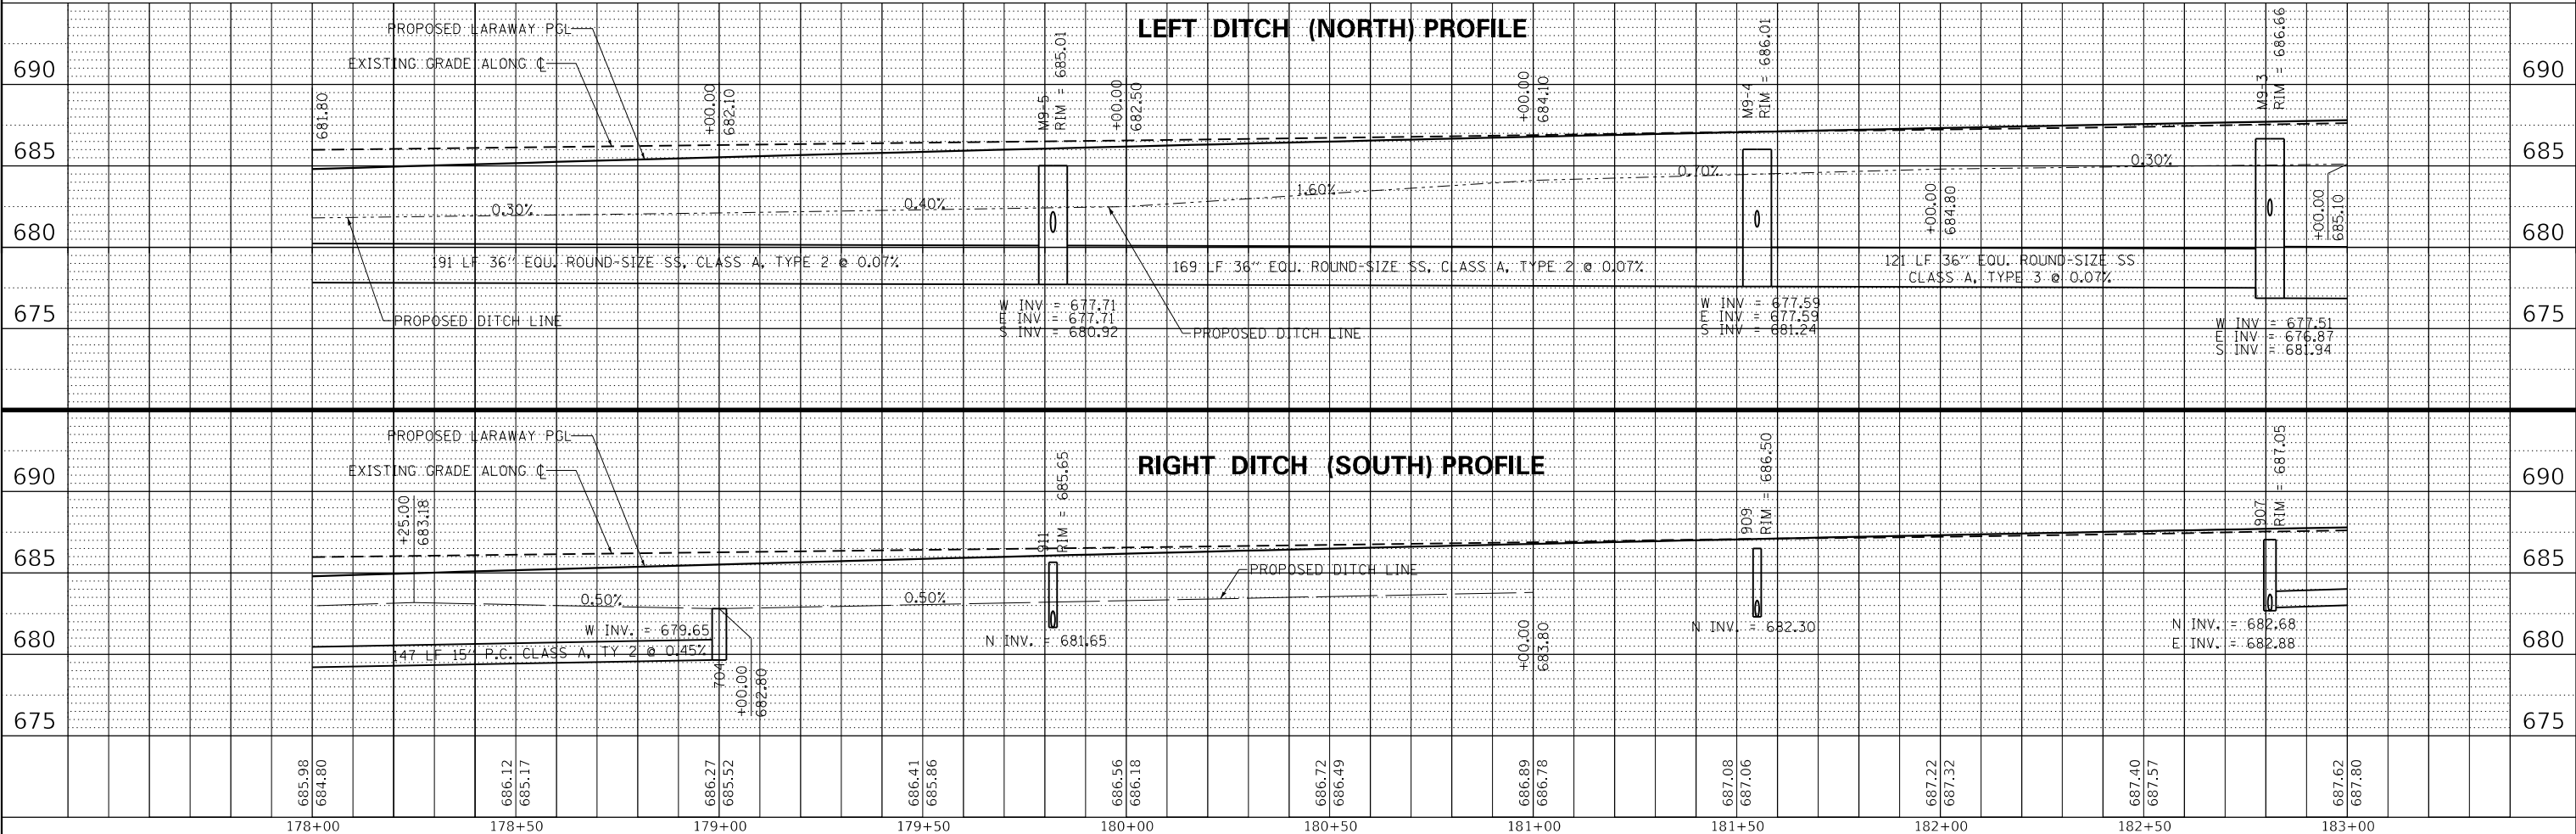 LEFT DITCH (NORTH) PROFILE
PROPOSED LARAWAY PGL
EXISTING GRADE ALONG ℄
690
690
685
685
680
680
675
675
681.80
+00.00
682.10
M9-5
RIM = 685.01
+00.00
682.50
+00.00
684.10
M9-4
RIM = 686.01
+00.00
684.80
M9-3
RIM = 686.66
+00.00
685.10
0.30%
0.40%
1.60%
0.70%
0.30%
191 LF 36" EQU. ROUND-SIZE SS, CLASS A, TYPE 2 @ 0.07%
169 LF 36" EQU. ROUND-SIZE SS, CLASS A, TYPE 2 @ 0.07%
121 LF 36" EQU. ROUND-SIZE SS
CLASS A, TYPE 3 @ 0.07%
PROPOSED DITCH LINE
W INV = 677.71
E INV = 677.71
S INV = 680.92
PROPOSED DITCH LINE
W INV = 677.59
E INV = 677.59
S INV = 681.24
W INV = 677.51
E INV = 676.87
S INV = 681.94
RIGHT DITCH (SOUTH) PROFILE
PROPOSED LARAWAY PGL
EXISTING GRADE ALONG ℄
690
690
685
685
680
680
675
675
+25.00
683.18
911
RIM = 685.65
909
RIM = 686.50
907
RIM = 687.05
PROPOSED DITCH LINE
0.50%
0.50%
W INV. = 679.65
147 LF 15" P.C. CLASS A, TY 2 @ 0.45%
704
+00.00
682.80
N INV. = 681.65
+00.00
683.80
N INV. = 682.30
N INV. = 682.68
E INV. = 682.88
685.98
684.80
686.12
685.17
686.27
685.52
686.41
685.86
686.56
686.18
686.72
686.49
686.89
686.78
687.08
687.06
687.22
687.32
687.40
687.57
687.62
687.80
178+00
178+50
179+00
179+50
180+00
180+50
181+00
181+50
182+00
182+50
183+00